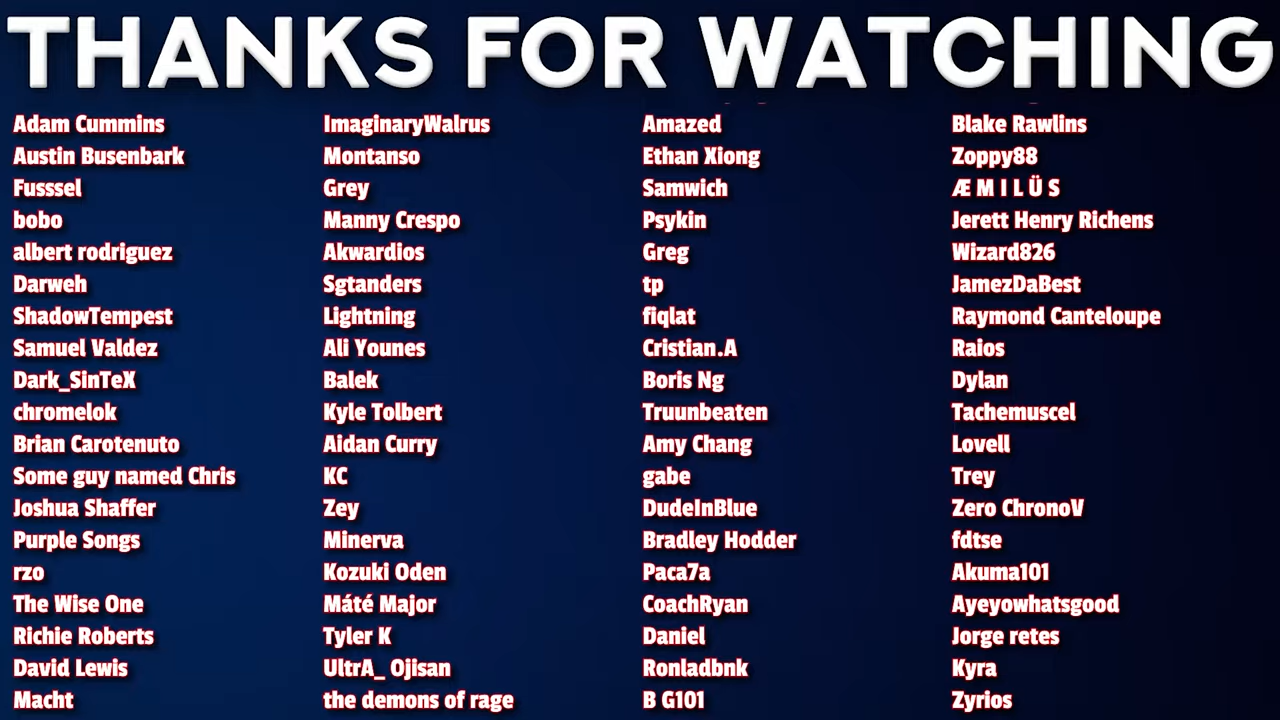 THANKS FOR WATCHING
Adam Cummins
Austin Busenbark
Fusssel
bobo
albert rodriguez
Darweh
ShadowTempest
Samuel Valdez
Dark_SinTeX
chromelok
Brian Carotenuto
Some guy named Chris
Joshua Shaffer
Purple Songs
rzo
The Wise One
Richie Roberts
David Lewis
Macht
ImaginaryWalrus
Montanso
Grey
Manny Crespo
Akwardios
Sgtanders
Lightning
Ali Younes
Balek
Kyle Tolbert
Aidan Curry
KC
Zey
Minerva
Kozuki Oden
Máté Major
Tyler K
UltrA_ Ojisan
the demons of rage
Amazed
Ethan Xiong
Samwich
Psykin
Greg
tp
fiqlat
Cristian.A
Boris Ng
Truunbeaten
Amy Chang
gabe
DudeInBlue
Bradley Hodder
Paca7a
CoachRyan
Daniel
Ronladbnk
B G101
Blake Rawlins
Zoppy88
Æ M I L Ü S
Jerett Henry Richens
Wizard826
JamezDaBest
Raymond Canteloupe
Raios
Dylan
Tachemuscel
Lovell
Trey
Zero ChronoV
fdtse
Akuma101
Ayeyowhatsgood
Jorge retes
Kyra
Zyrios